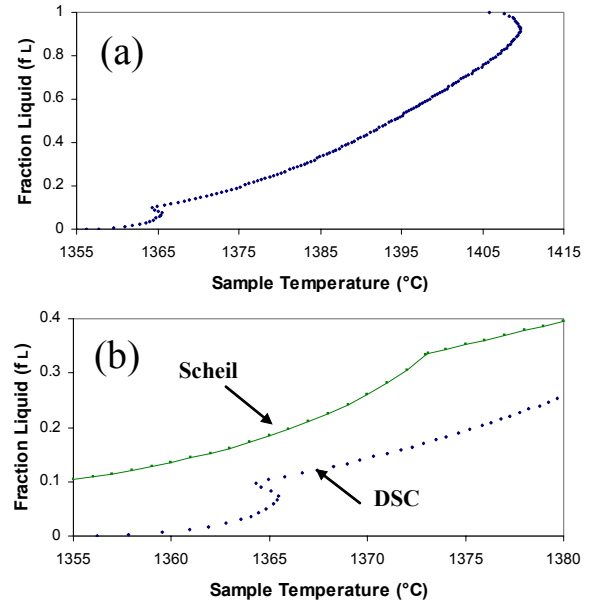 (a)
Fraction Liquid (f L)
1
0.8
0.6
0.4
0.2
0
1355 1365 1375 1385 1395 1405 1415
Sample Temperature (°C)
(b)
Fraction Liquid (f L)
0.4
0.3
0.2
0.1
0
Scheil
DSC
1355 1360 1365 1370 1375 1380
Sample Temperature (°C)